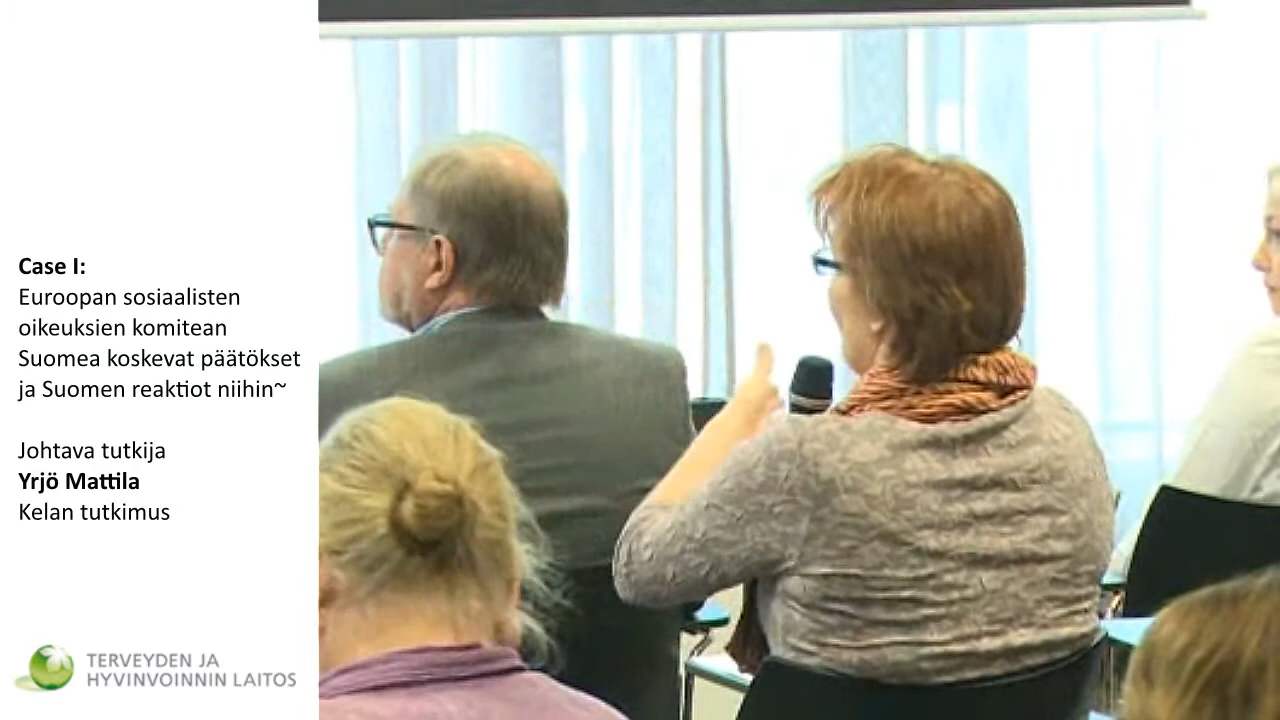 Case I:
Euroopan sosiaalisten
oikeuksien komitean
Suomea koskevat päätökset
ja Suomen reaktiot niihin~
Johtava tutkija
Yrjö Mattila
Kelan tutkimus
TERVEYDEN JA
HYVINVOINNIN LAITOS